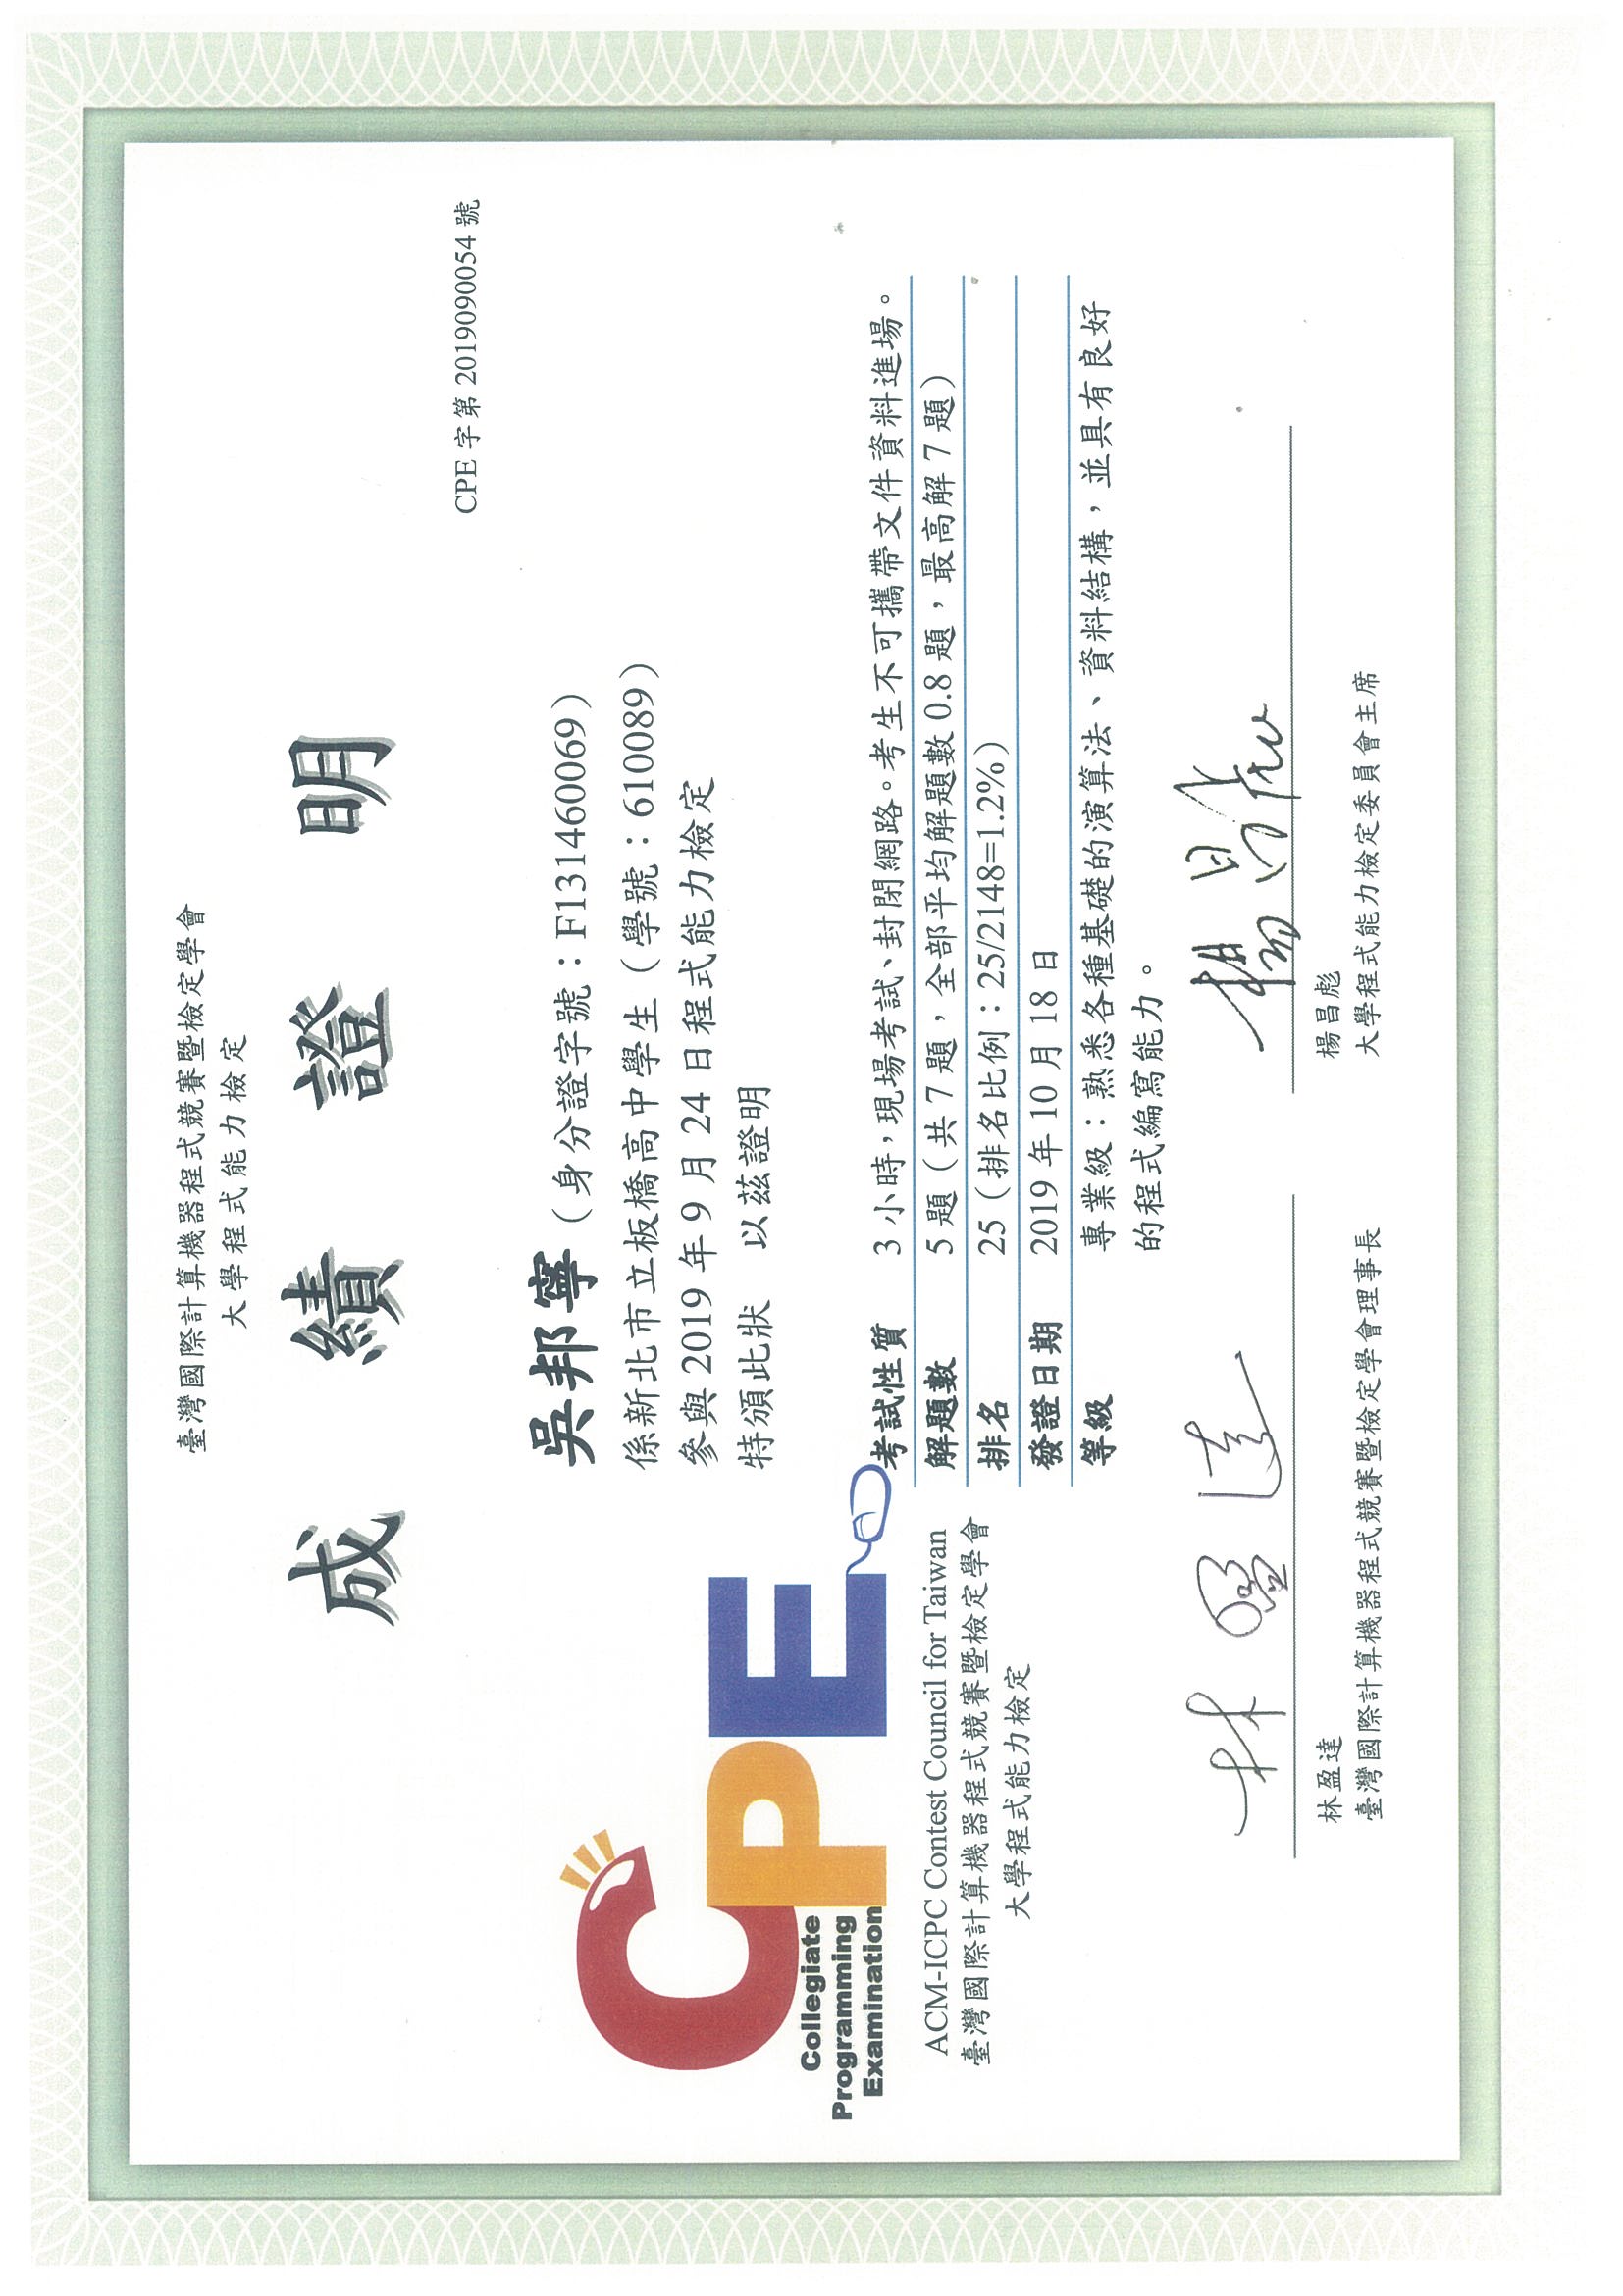 臺灣國際計算機器程式競賽暨檢定學會
大學程式能力檢定
成績證明
CPE 字第 2019090054 號
吳邦寧（身分證字號：F131460069）
係新北市立板橋高中學生（學號：610089）
參與 2019 年 9 月 24 日程式能力檢定
特頒此狀　以茲證明
CPE
Collegiate
Programming
Examination
ACM-ICPC Contest Council for Taiwan
臺灣國際計算機器程式競賽暨檢定學會
大學程式能力檢定
考試性質 3 小時，現場考試、封閉網路。考生不可攜帶文件資料進場。
解題數 5 題（共 7 題，全部平均解題數 0.8 題，最高解 7 題）
排名 25（排名比例：25/2148=1.2%）
發證日期 2019 年 10 月 18 日
等級 專業級：熟悉各種基礎的演算法、資料結構，並具有良好
的程式編寫能力。
林盈達
林盈達
臺灣國際計算機器程式競賽暨檢定學會理事長
楊昌彪
楊昌彪
大學程式能力檢定委員會主席